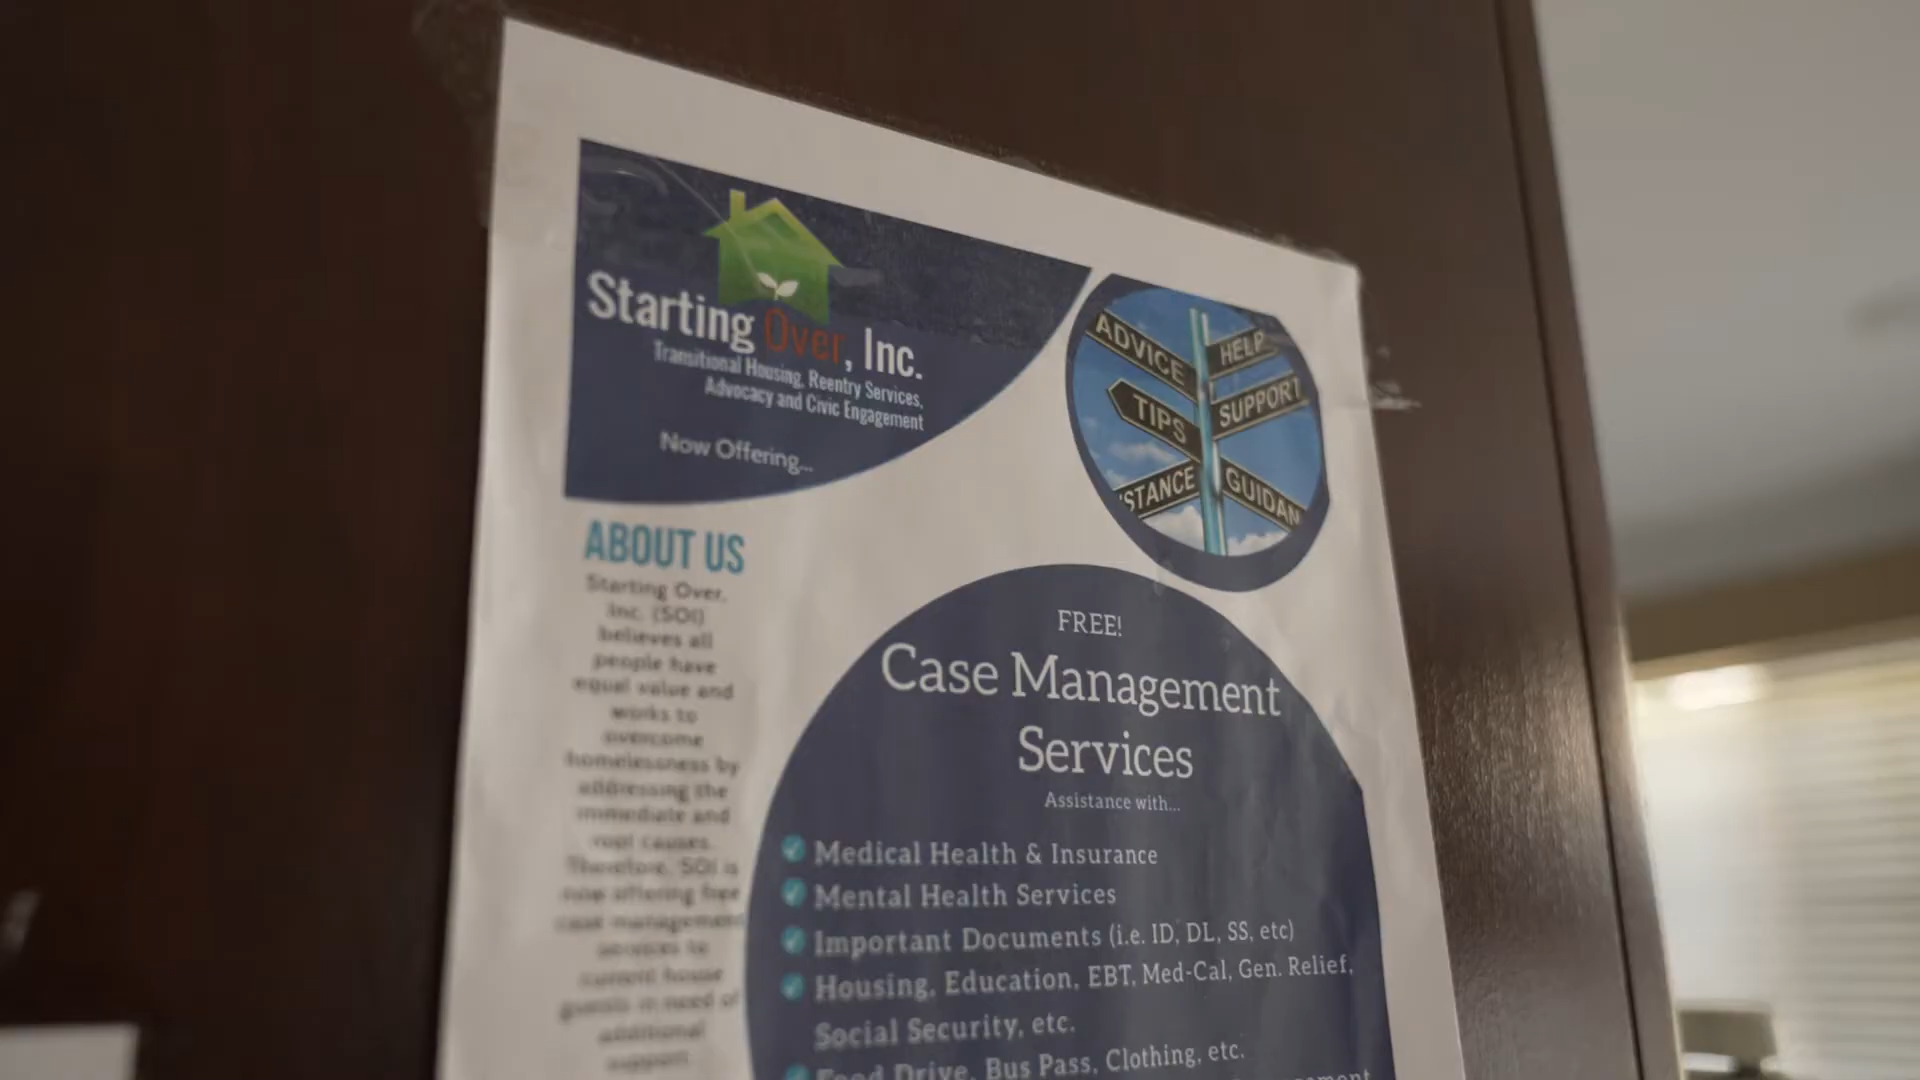 Starting Over, Inc.
Transitional Housing, Reentry Services,
Advocacy and Civic Engagement
Now Offering...
ADVICE
HELP
TIPS
SUPPORT
STANCE
GUIDAN
ABOUT US
Starting Over,
Inc. (SOI)
believes all
people have
equal value and
works to
overcome
homelessness by
addressing the
immediate and
root causes.
Therefore, SOI is
now offering free
case management
services to
current house
guests in need of
additional
support.
FREE!
Case Management
Services
Assistance with...
Medical Health & Insurance
Mental Health Services
Important Documents (i.e. ID, DL, SS, etc)
Housing, Education, EBT, Med-Cal, Gen. Relief,
Social Security, etc.
Food Drive, Bus Pass, Clothing, etc.